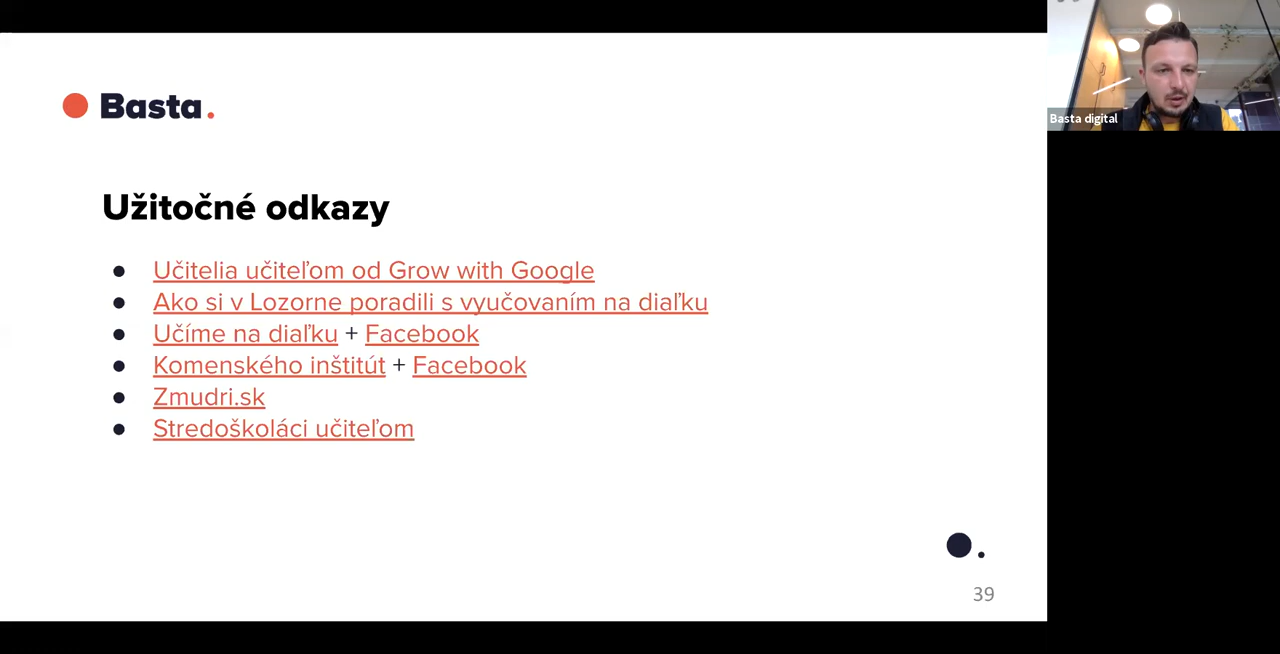 Basta.
Basta digital
Užitočné odkazy
● Učitelia učiteľom od Grow with Google
● Ako si v Lozorne poradili s vyučovaním na diaľku
● Učíme na diaľku + Facebook
● Komenského inštitút + Facebook
● Zmudri.sk
● Stredoškoláci učiteľom
39